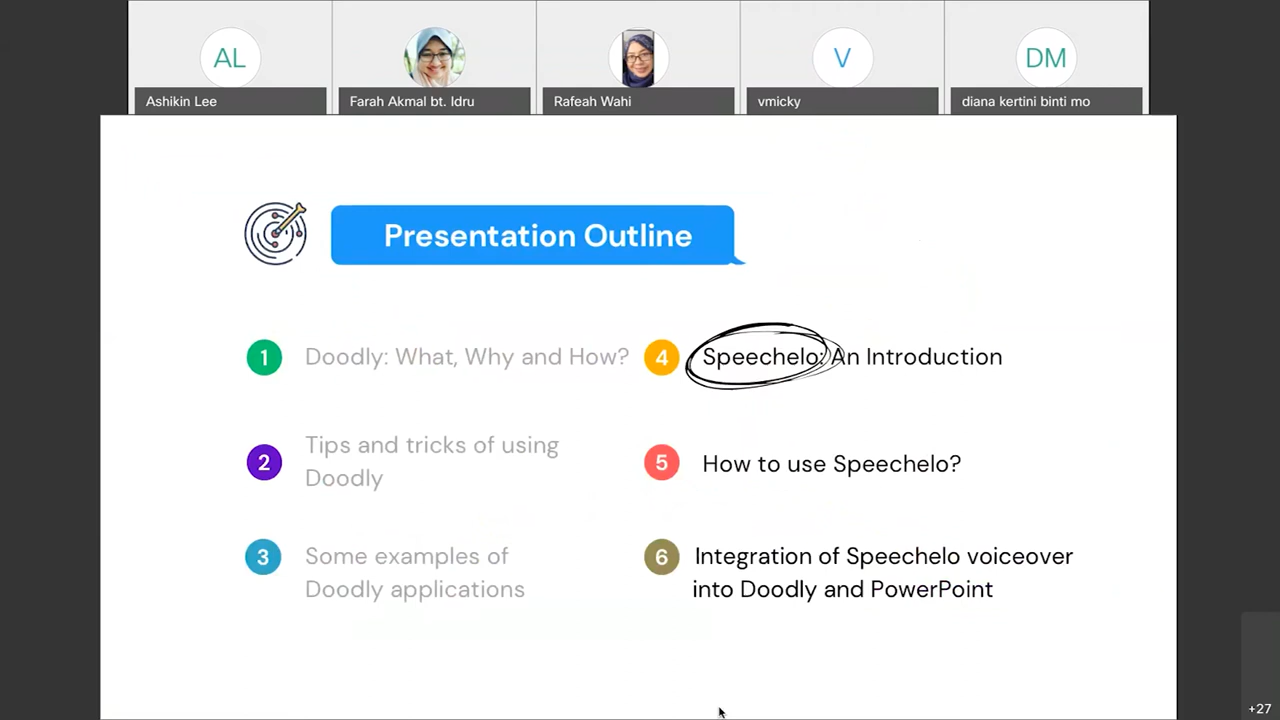 AL
V
DM
Ashikin Lee
Farah Akmal bt. Idru
Rafeah Wahi
vmicky
diana kertini binti mo
Presentation Outline
1 Doodly: What, Why and How?
2 Tips and tricks of using
Doodly
3 Some examples of
Doodly applications
4 Speechelo: An Introduction
5 How to use Speechelo?
6 Integration of Speechelo voiceover
into Doodly and PowerPoint
+27